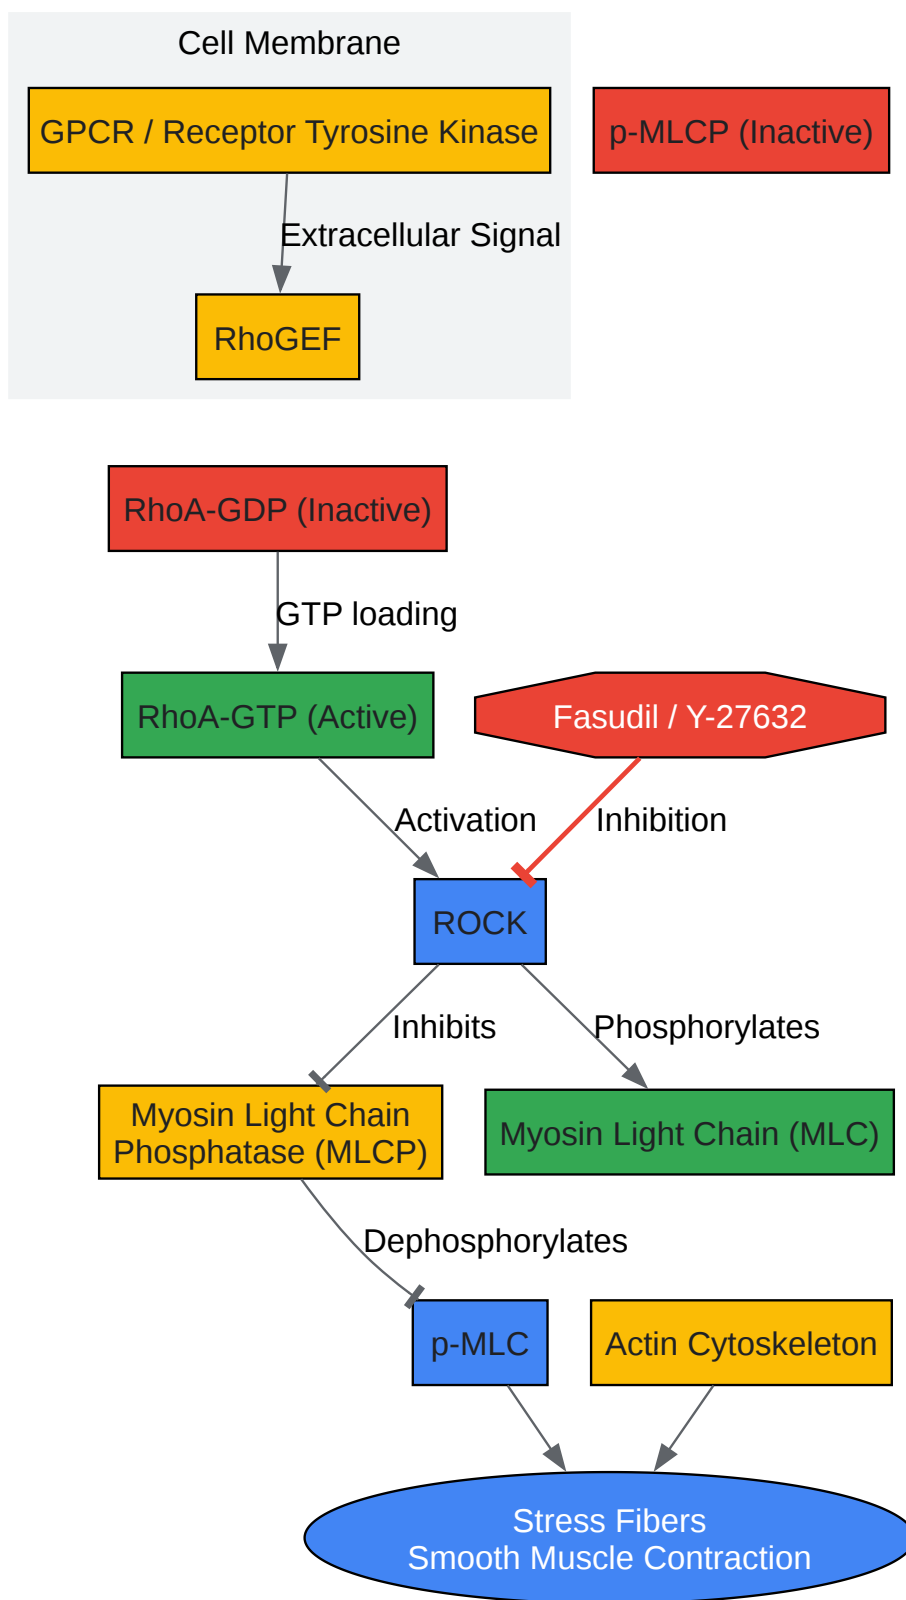 Cell Membrane
GPCR / Receptor Tyrosine Kinase
p-MLCP (Inactive)
Extracellular Signal
RhoGEF
RhoA-GDP (Inactive)
GTP loading
RhoA-GTP (Active)
Fasudil / Y-27632
Activation
Inhibition
ROCK
Inhibits
Phosphorylates
Myosin Light Chain
Phosphatase (MLCP)
Myosin Light Chain (MLC)
Dephosphorylates
p-MLC
Actin Cytoskeleton
Stress Fibers
Smooth Muscle Contraction